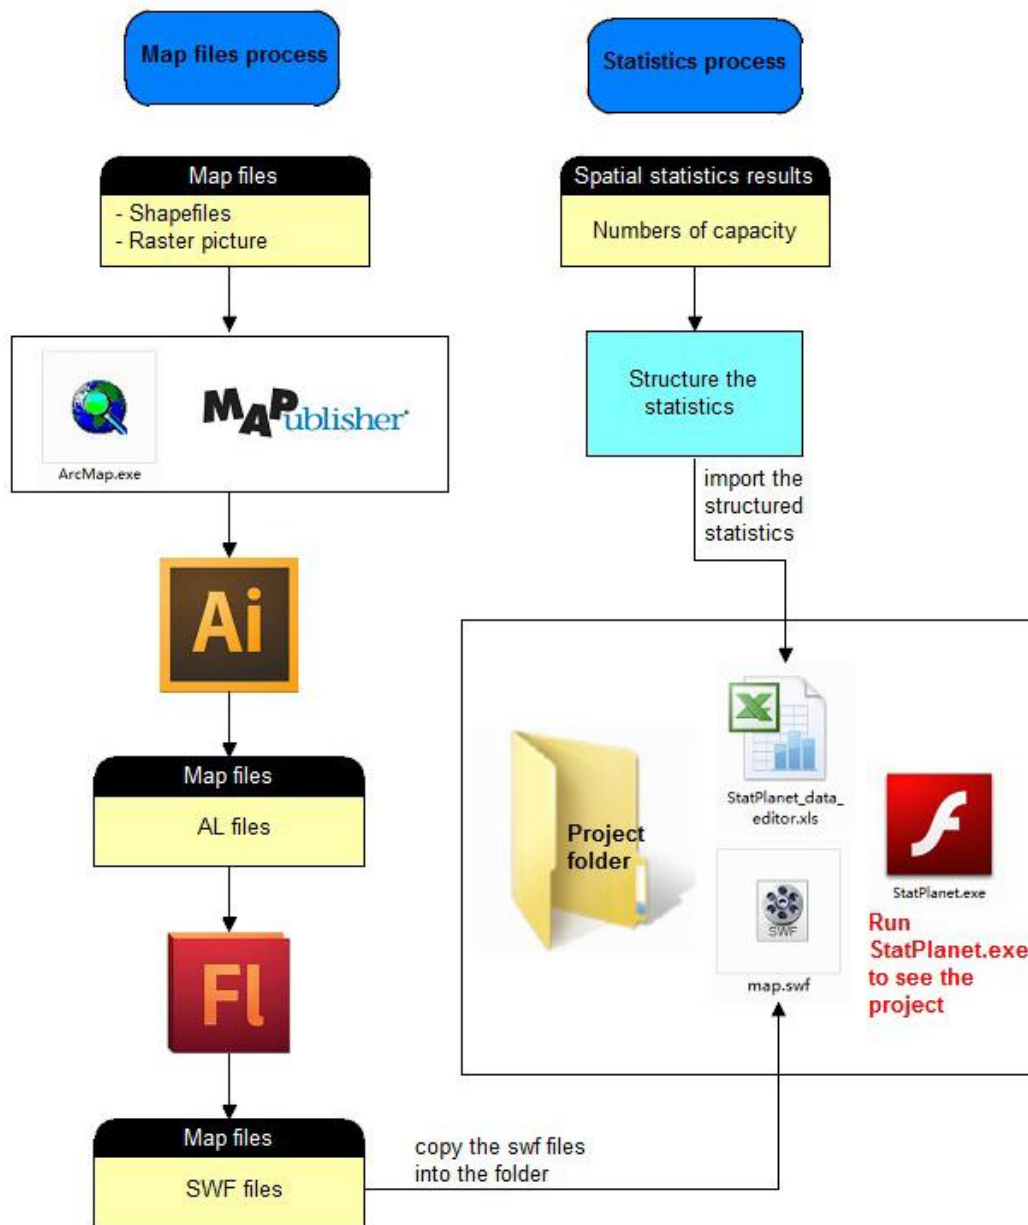 Map files process
Statistics process
Map files
- Shapefiles
- Raster picture
Spatial statistics results
Numbers of capacity
ArcMap.exe
MAPublisher
Structure the
statistics
import the
structured
statistics
Ai
Map files
AL files
Fl
Map files
SWF files
copy the swf files
into the folder
Project
folder
StatPlanet_data_
editor.xls
SWF
map.swf
StatPlanet.exe
Run
StatPlanet.exe
to see the
project